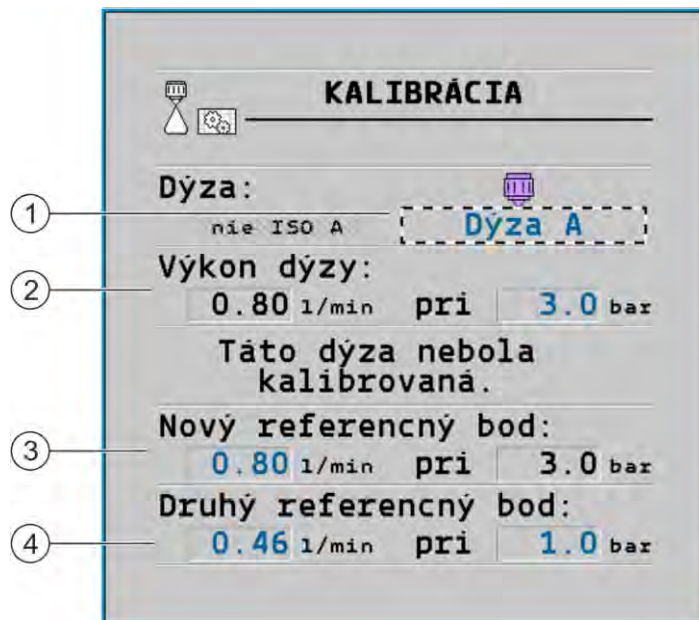 KALIBRÁCIA
Dýza:
1 nie ISO A Dýza A
Výkon dýzy:
2 0.80 l/min pri 3.0 bar
Táto dýza nebola
kalibrovaná.
Nový referencný bod:
3 0.80 l/min pri 3.0 bar
Druhý referencný bod:
4 0.46 l/min pri 1.0 bar